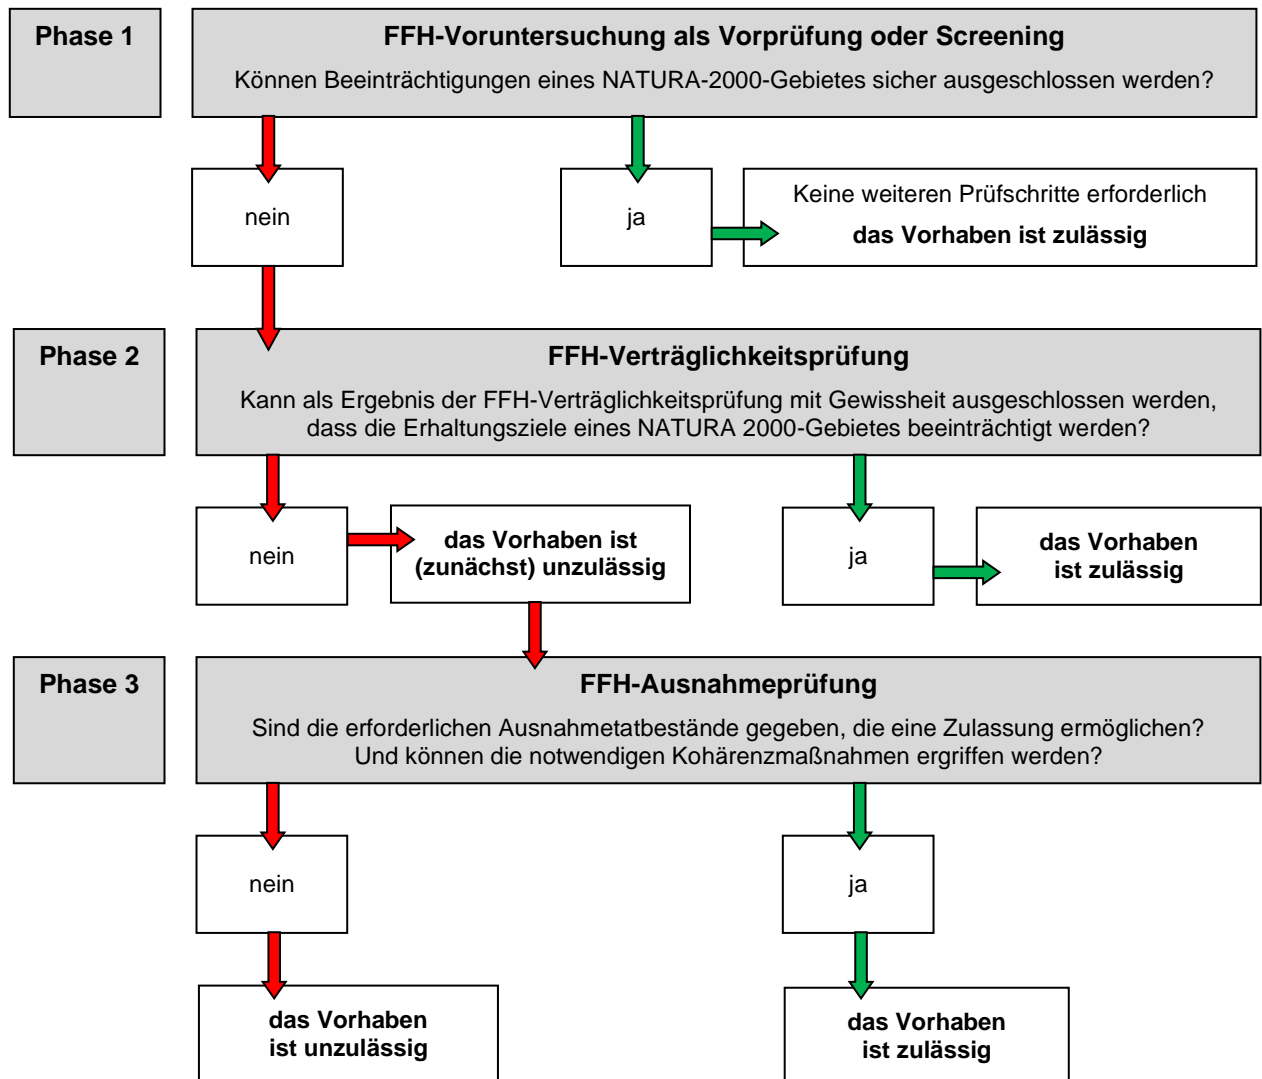 Phase 1
FFH-Voruntersuchung als Vorprüfung oder Screening
Können Beeinträchtigungen eines NATURA-2000-Gebietes sicher ausgeschlossen werden?
nein
ja
Keine weiteren Prüfschritte erforderlich
das Vorhaben ist zulässig
Phase 2
FFH-Verträglichkeitsprüfung
Kann als Ergebnis der FFH-Verträglichkeitsprüfung mit Gewissheit ausgeschlossen werden,
dass die Erhaltungsziele eines NATURA 2000-Gebietes beeinträchtigt werden?
nein
das Vorhaben ist
(zunächst) unzulässig
ja
das Vorhaben
ist zulässig
Phase 3
FFH-Ausnahmeprüfung
Sind die erforderlichen Ausnahmetatbestände gegeben, die eine Zulassung ermöglichen?
Und können die notwendigen Kohärenzmaßnahmen ergriffen werden?
nein
ja
das Vorhaben
ist unzulässig
das Vorhaben
ist zulässig